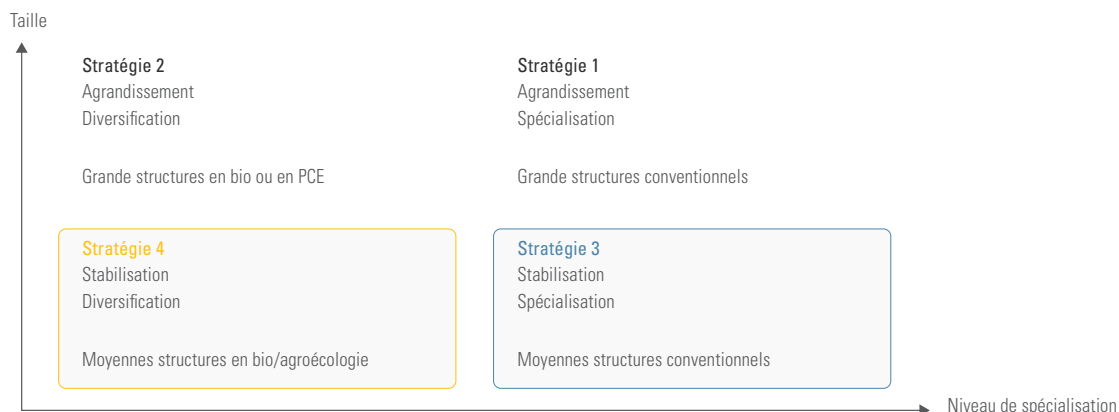 Taille
Stratégie 2
Agrandissement
Diversification
Grande structures en bio ou en PCE
Stratégie 1
Agrandissement
Spécialisation
Grande structures conventionnels
Stratégie 4
Stabilisation
Diversification
Moyennes structures en bio/agroécologie
Stratégie 3
Stabilisation
Spécialisation
Moyennes structures conventionnels
Niveau de spécialisation